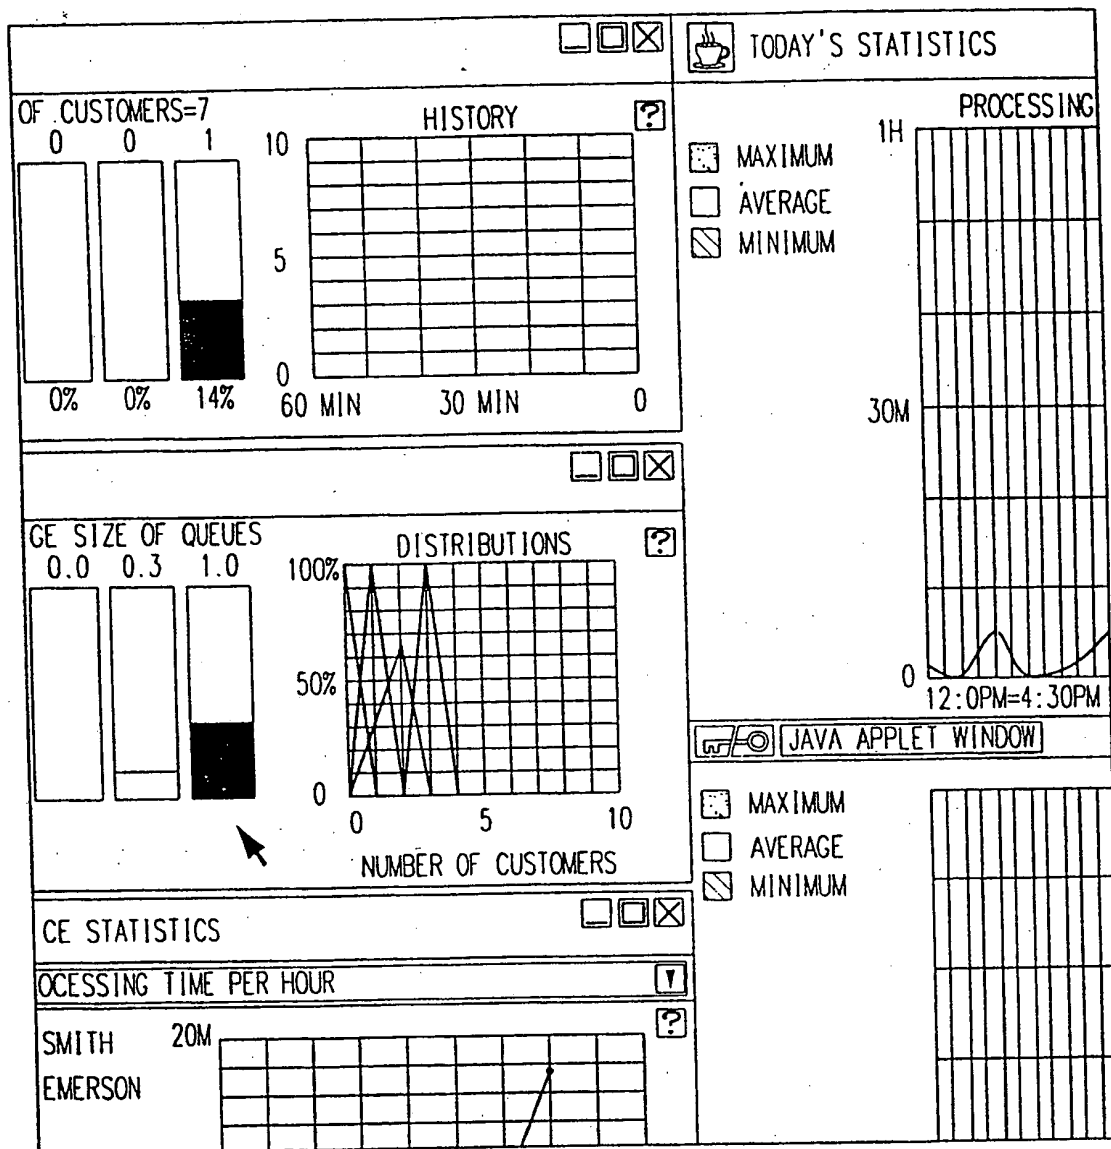 OF CUSTOMERS=7
0 0 1
0% 0% 14%
HISTORY
?
10
5
0
60 MIN 30 MIN 0
GE SIZE OF QUEUES
0.0 0.3 1.0
DISTRIBUTIONS
?
100%
50%
0
0 5 10
NUMBER OF CUSTOMERS
CE STATISTICS
OCESSING TIME PER HOUR
?
SMITH
EMERSON
20M
TODAY'S STATISTICS
PROCESSING
MAXIMUM
AVERAGE
MINIMUM
1H
30M
0
12:0PM=4:30PM
JAVA APPLET WINDOW
MAXIMUM
AVERAGE
MINIMUM